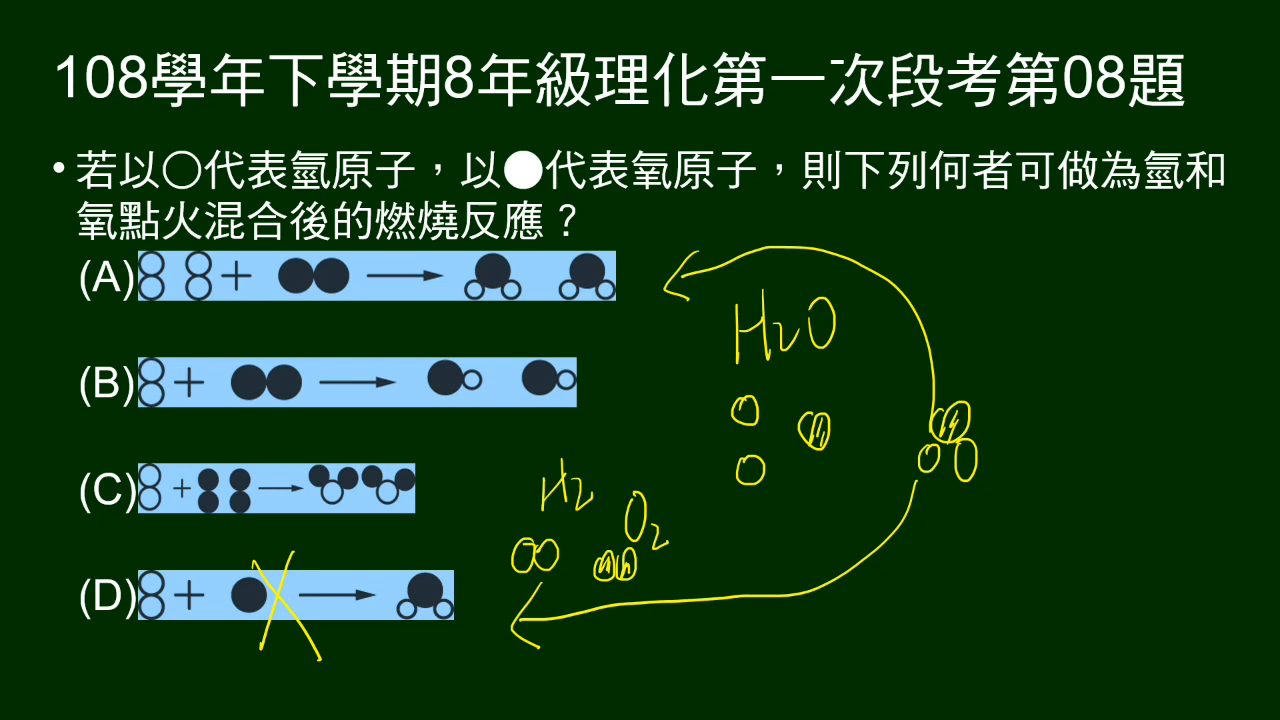 108學年下學期8年級理化第一次段考第08題
• 若以○代表氫原子，以●代表氧原子，則下列何者可做為氫和
氧點火混合後的燃燒反應？
(A) + →
(B) + →
(C) + →
(D) + →
H2O
H2
O2